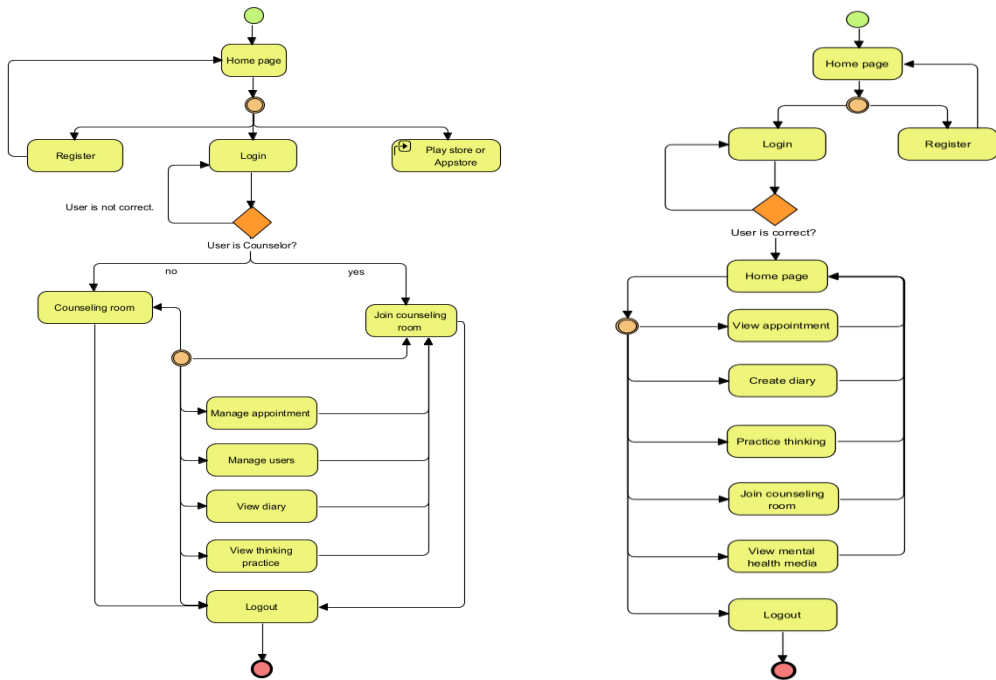 Home page
Register
Login
Play store or
Appstore
User is not correct.
User is Counselor?
no
yes
Counseling room
Join counseling
room
Manage appointment
Manage users
View diary
View thinking
practice
Logout
Home page
Login
Register
User is correct?
Home page
View appointment
Create diary
Practice thinking
Join counseling
room
View mental
health media
Logout